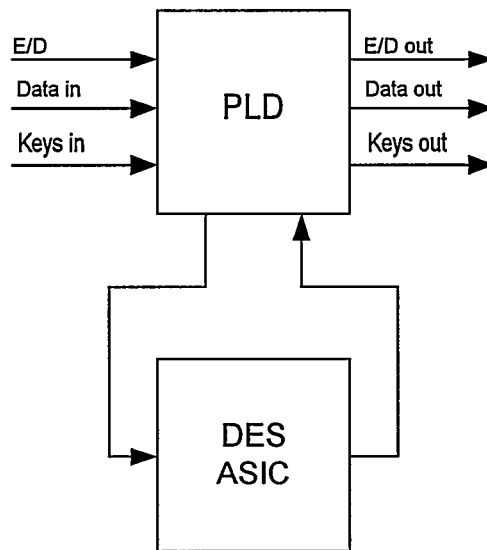 E/D
Data in
Keys in
PLD
E/D out
Data out
Keys out
DES
ASIC